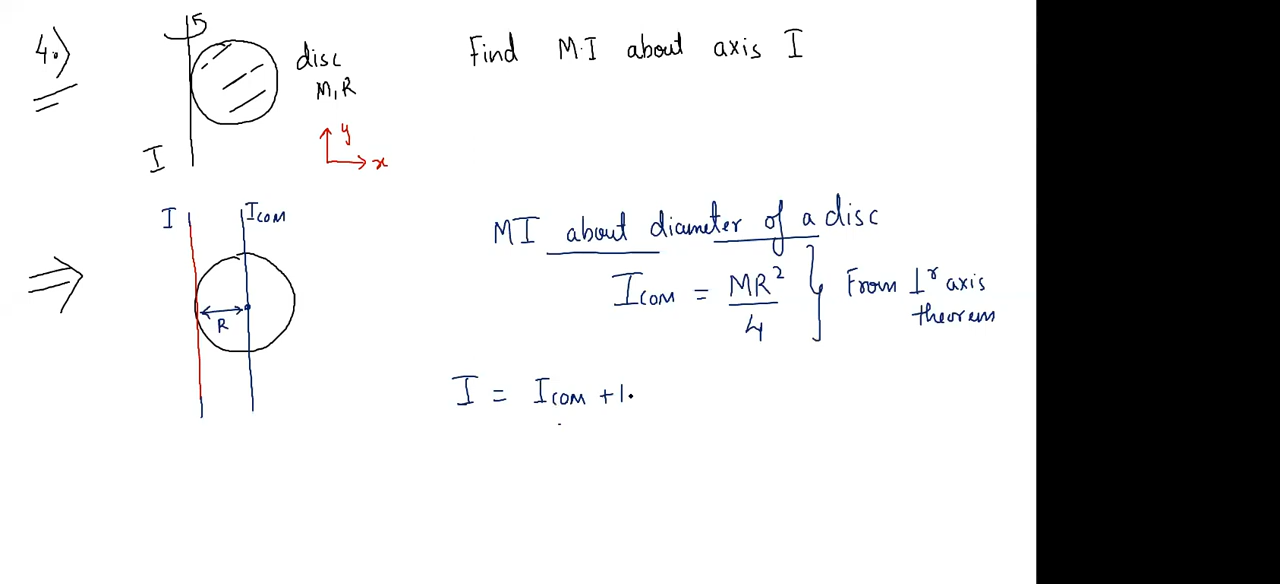 4.)
disc
M, R
y
x
I
Find M.I about axis I
I
Icom
R
MI about diameter of a disc
Icom = MR²/4 } From ⊥ʳ axis theorem
I = Icom + 1.